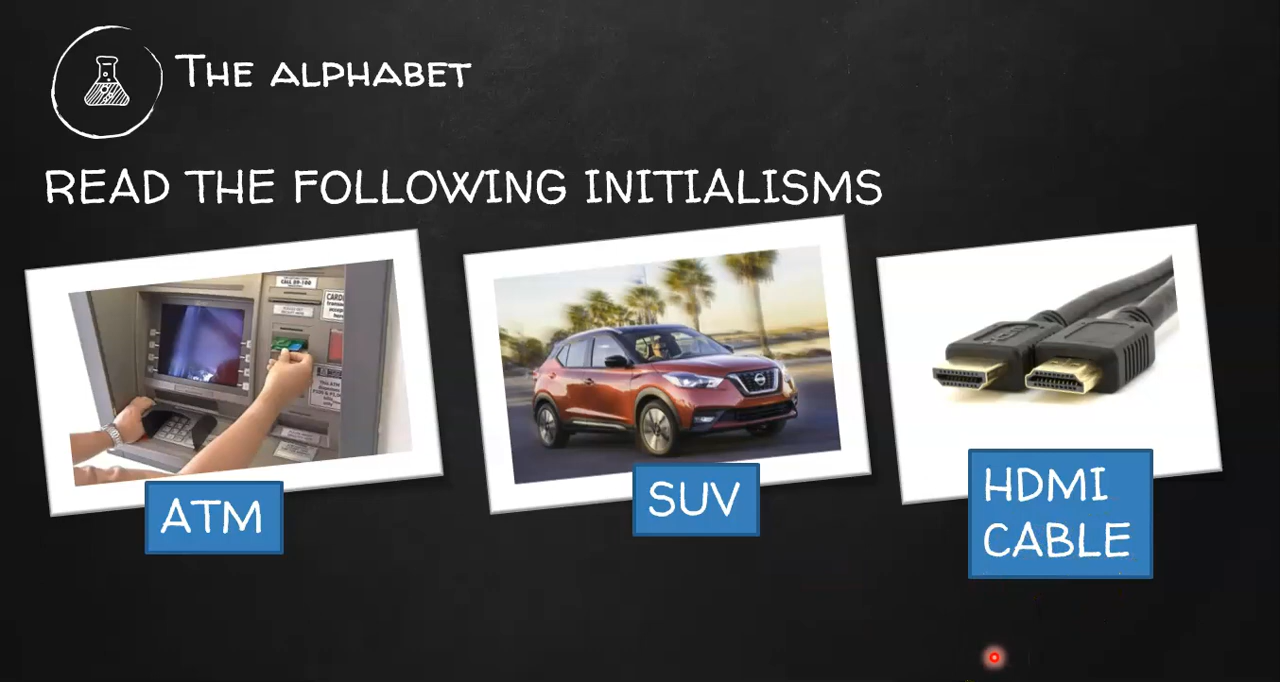 THE ALPHABET
READ THE FOLLOWING INITIALISMS
ATM
SUV
HDMI
CABLE